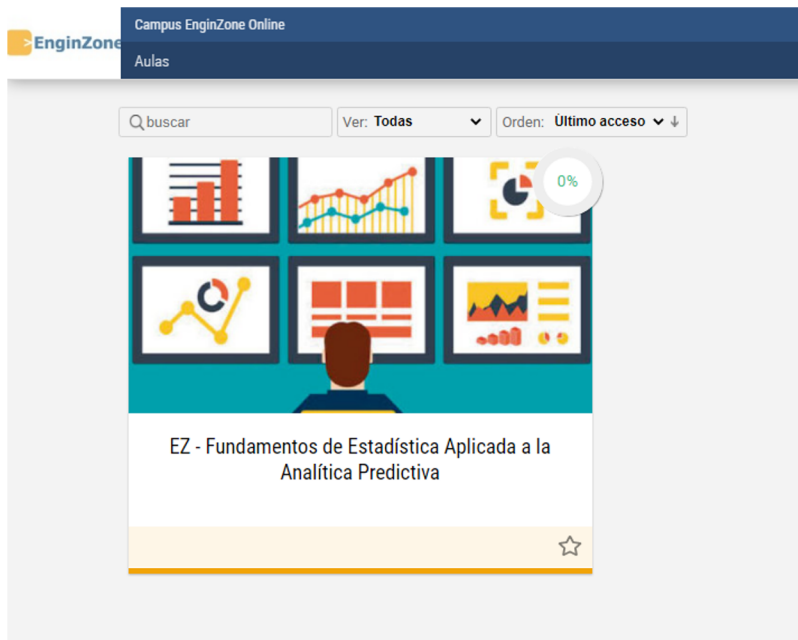 Campus EnginZone Online
>EnginZone
Aulas
buscar
Ver: Todas
Orden: Último acceso
0%
EZ - Fundamentos de Estadística Aplicada a la
Analítica Predictiva